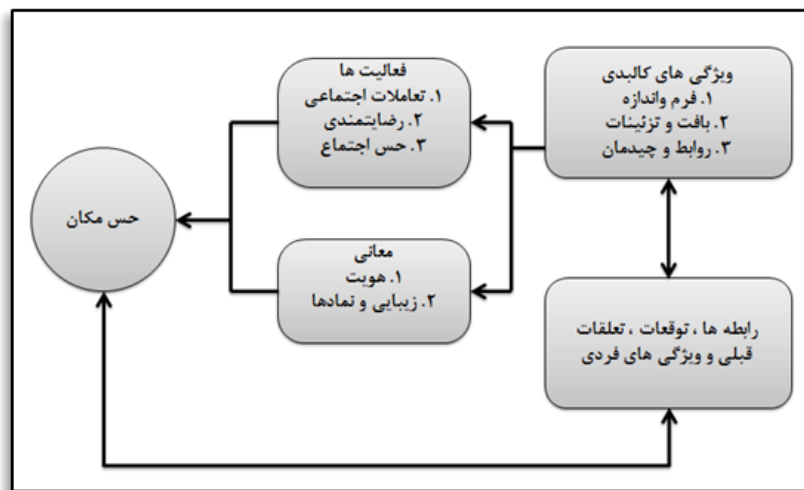 ویژگی های کالبدی
۱. فرم واندازه
۲. بافت و تزئینات
۳. روابط و چیدمان
فعالیت ها
۱. تعاملات اجتماعی
۲. رضایتمندی
۳. حس اجتماع
حس مکان
معانی
۱. هویت
۲. زیبایی و نمادها
رابطه ها ، توقعات ، تعلقات
قبلی و ویژگی های فردی